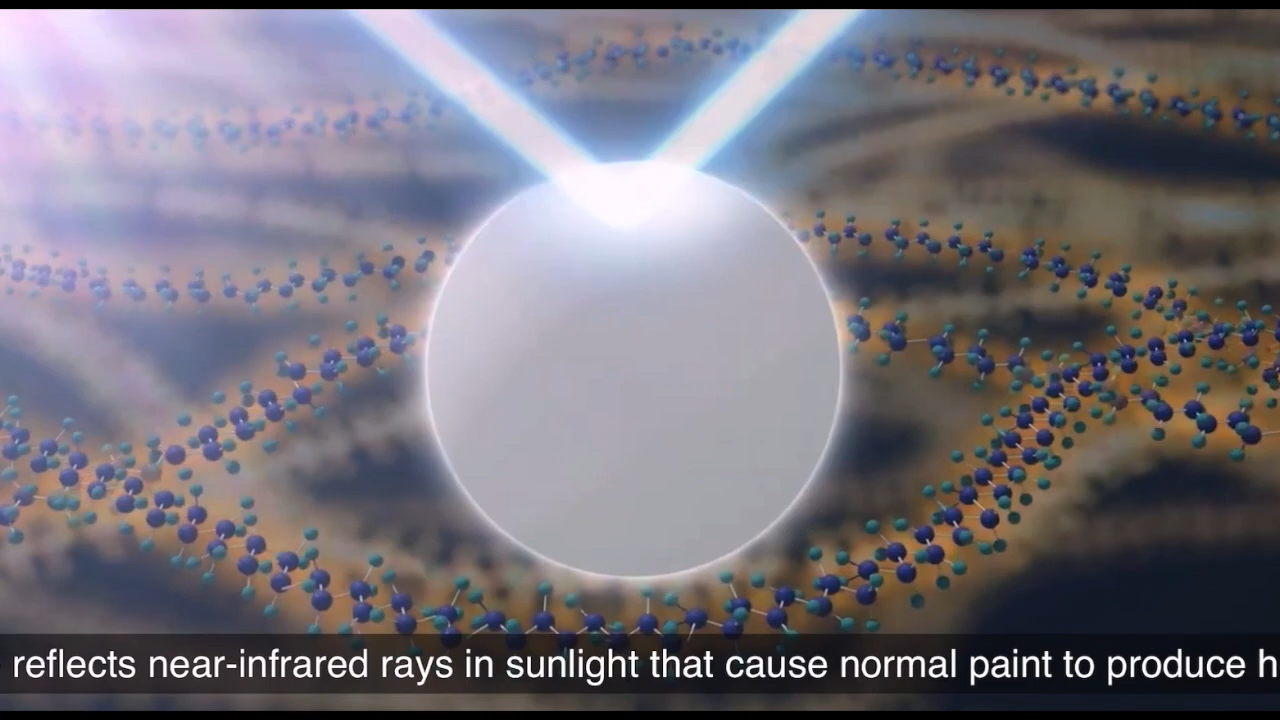 reflects near-infrared rays in sunlight that cause normal paint to produce h